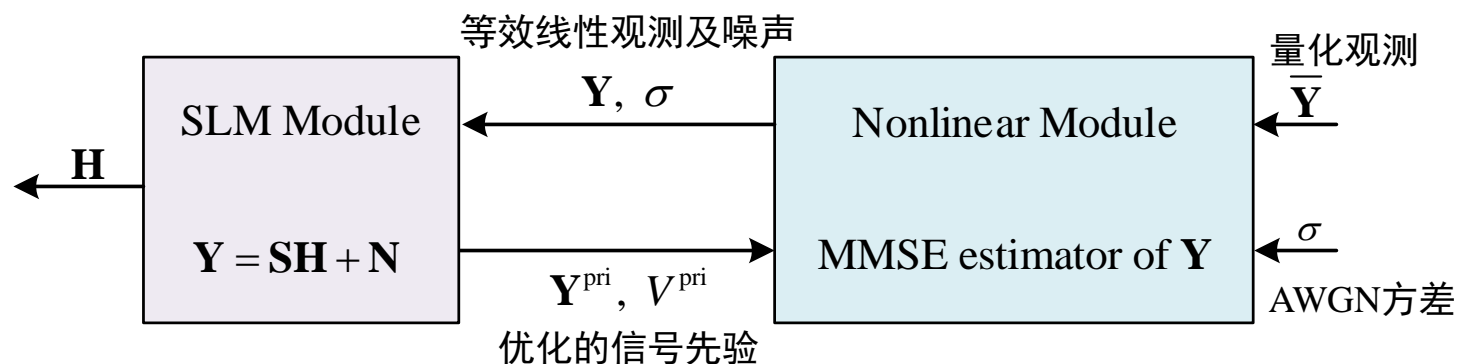 等效线性观测及噪声
Y, σ
SLM Module
Y = SH + N
H
Y^pri, V^pri
优化的信号先验
Nonlinear Module
MMSE estimator of Y
量化观测
Y̅
σ
AWGN方差